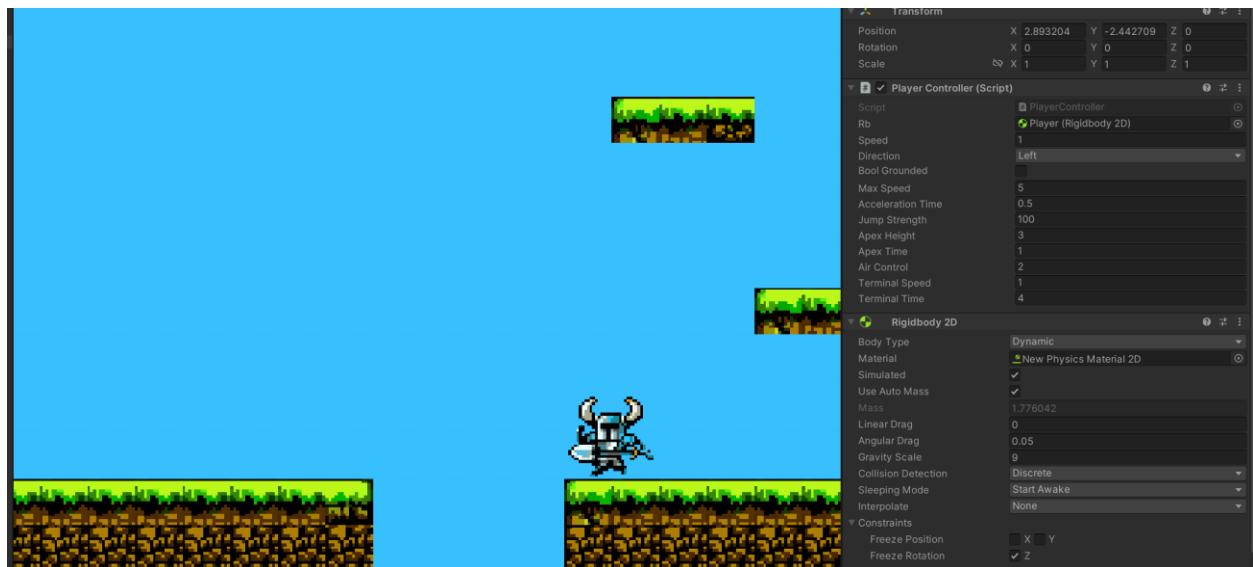 Transform
Position X 2.893204 Y -2.442709 Z 0
Rotation X 0 Y 0 Z 0
Scale X 1 Y 1 Z 1
Player Controller (Script)
Script PlayerController
Rb Player (Rigidbody 2D)
Speed 1
Direction Left
Bool Grounded
Max Speed 5
Acceleration Time 0.5
Jump Strength 100
Apex Height 3
Apex Time 1
Air Control 2
Terminal Speed 1
Terminal Time 4
Rigidbody 2D
Body Type Dynamic
Material New Physics Material 2D
Simulated
Use Auto Mass
Mass 1.776042
Linear Drag 0
Angular Drag 0.05
Gravity Scale 9
Collision Detection Discrete
Sleeping Mode Start Awake
Interpolate None
Constraints
Freeze Position X Y
Freeze Rotation Z